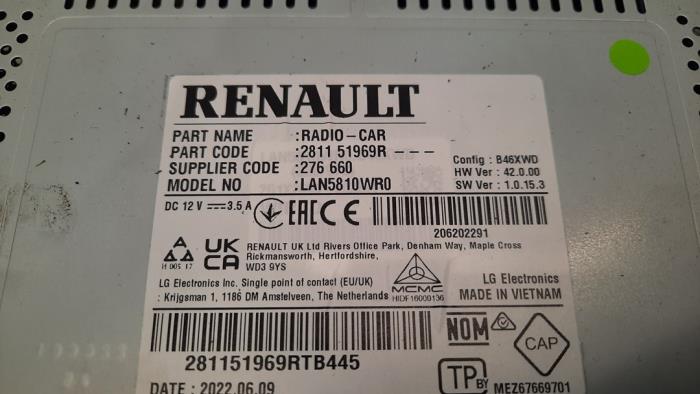 RENAULT
PART NAME : RADIO-CAR
PART CODE : 2811 51969R ---
SUPPLIER CODE : 276 660
MODEL NO : LAN5810WR0
Config : B46XWD
HW Ver : 42.0.00
SW Ver : 1.0.15.3
DC 12 V 3.5 A
EAC CE
206202291
UK CA
RENAULT UK Ltd Rivers Office Park, Denham Way, Maple Cross
Rickmansworth, Herfordshire,
WD3 9YS
H 005 17
MCMC
HIDF16000136
LG Electronics Inc. Single point of contact (EU/UK)
: Krijgsman 1, 1186 DM Amstelveen, The Netherlands
LG Electronics
MADE IN VIETNAM
NOM
CAP
281151969RTB445
DATE : 2022.06.09
TP BY
MEZ67669701